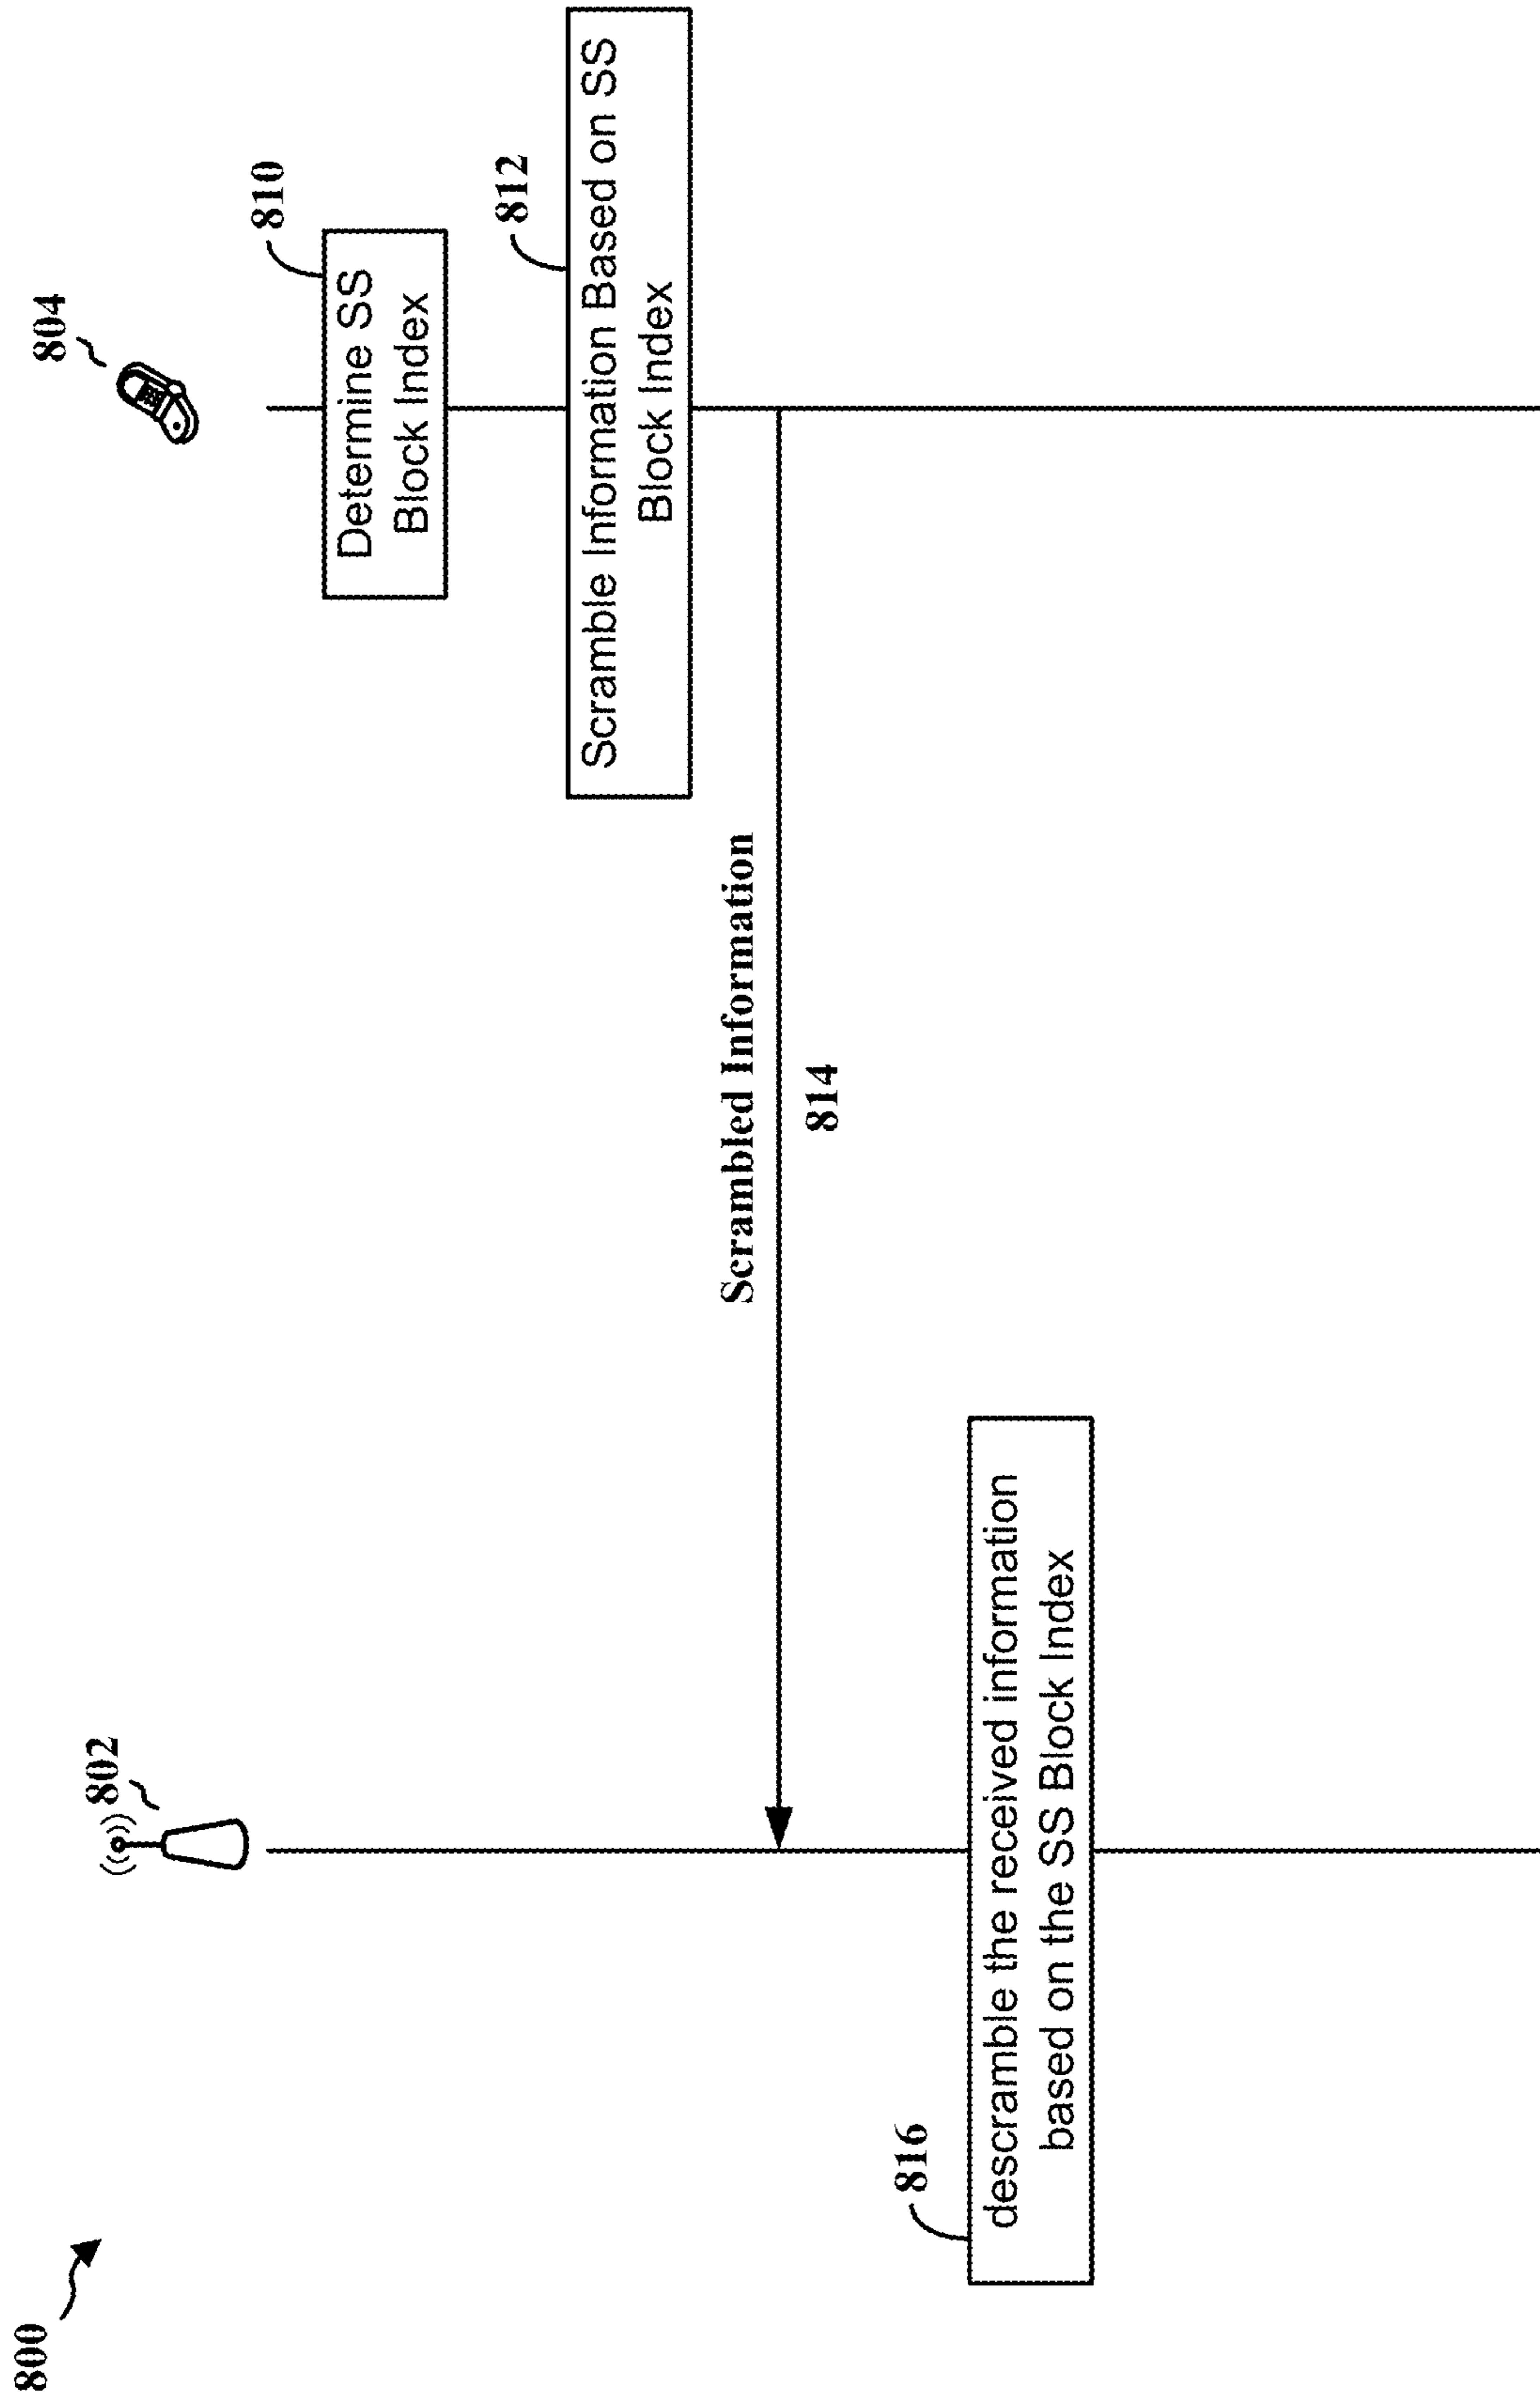 800
802
804
810
Determine SS
Block Index
812
Scramble Information Based on SS
Block Index
Scrambled Information
814
816
descramble the received information
based on the SS Block Index